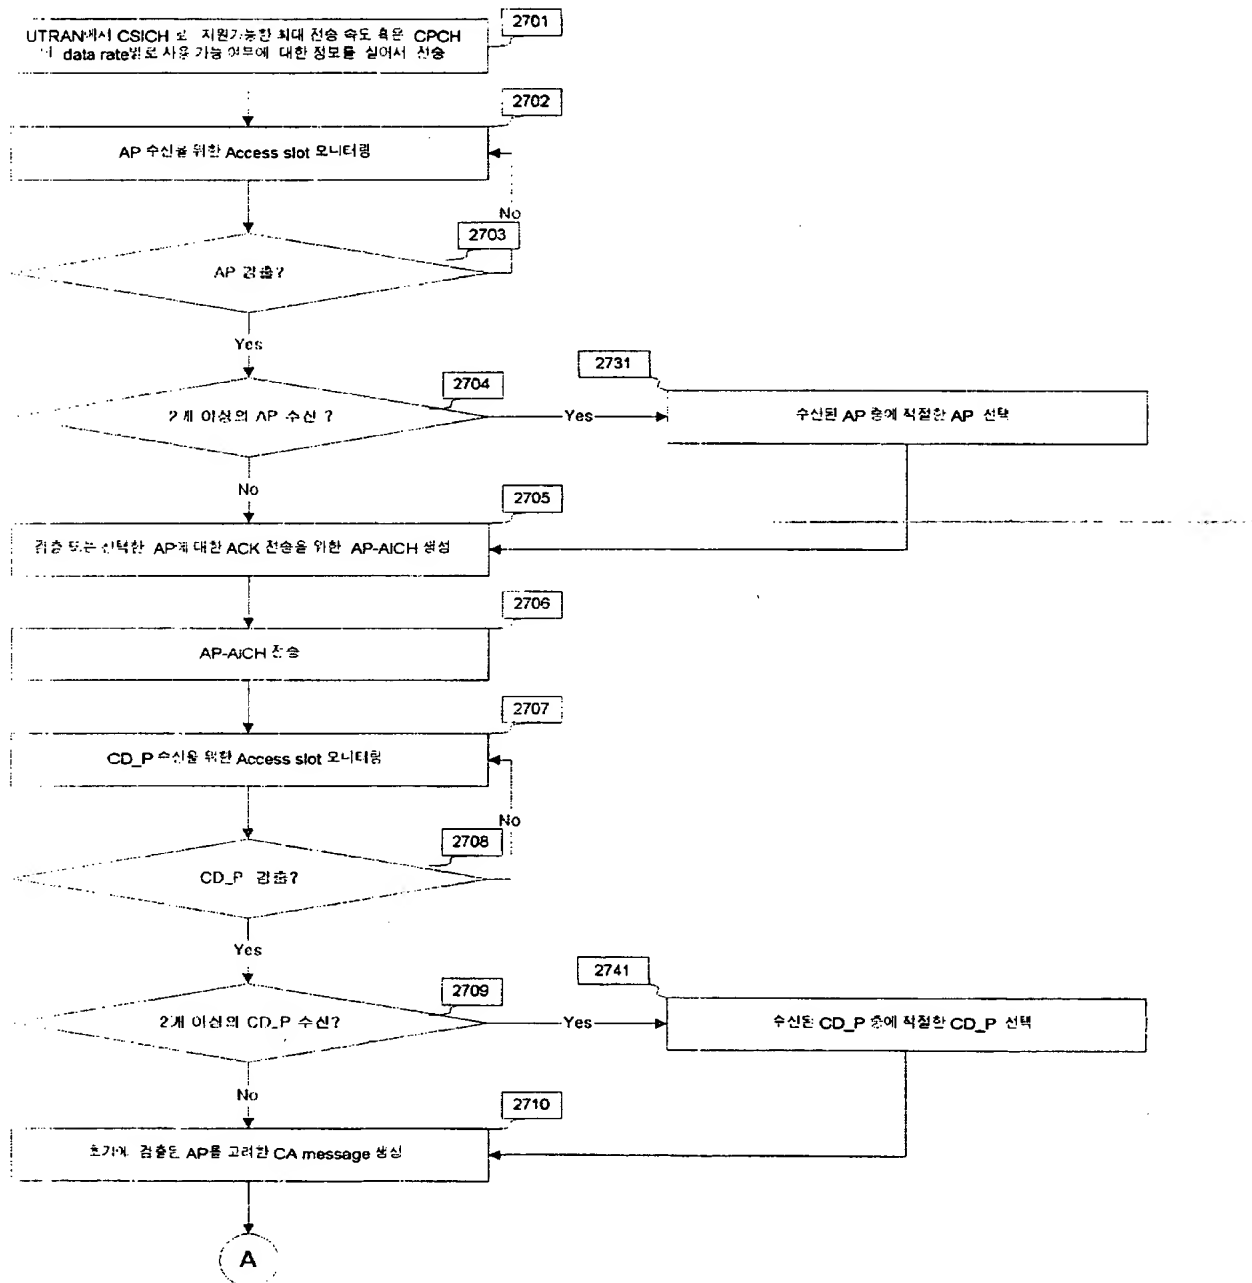 2701
UTRAN에서 CSICH 로 지원가능한 최대 전송 속도 혹은 CPCH
data rate별로 사용 가능 여부에 대한 정보를 실어서 전송
2702
AP 수신을 위한 Access slot 모니터링
No
2703
AP 검출?
Yes
2704
2개 이상의 AP 수신 ?
Yes
2731
수신된 AP 중에 적절한 AP 선택
No
2705
검출 또는 선택한 AP에 대한 ACK 전송을 위한 AP-AICH 생성
2706
AP-AICH 전송
2707
CD_P 수신을 위한 Access slot 모니터링
No
2708
CD_P 검출?
Yes
2709
2개 이상의 CD_P 수신?
Yes
2741
수신된 CD_P 중에 적절한 CD_P 선택
No
2710
초기에 검출된 AP를 고려한 CA message 생성
A